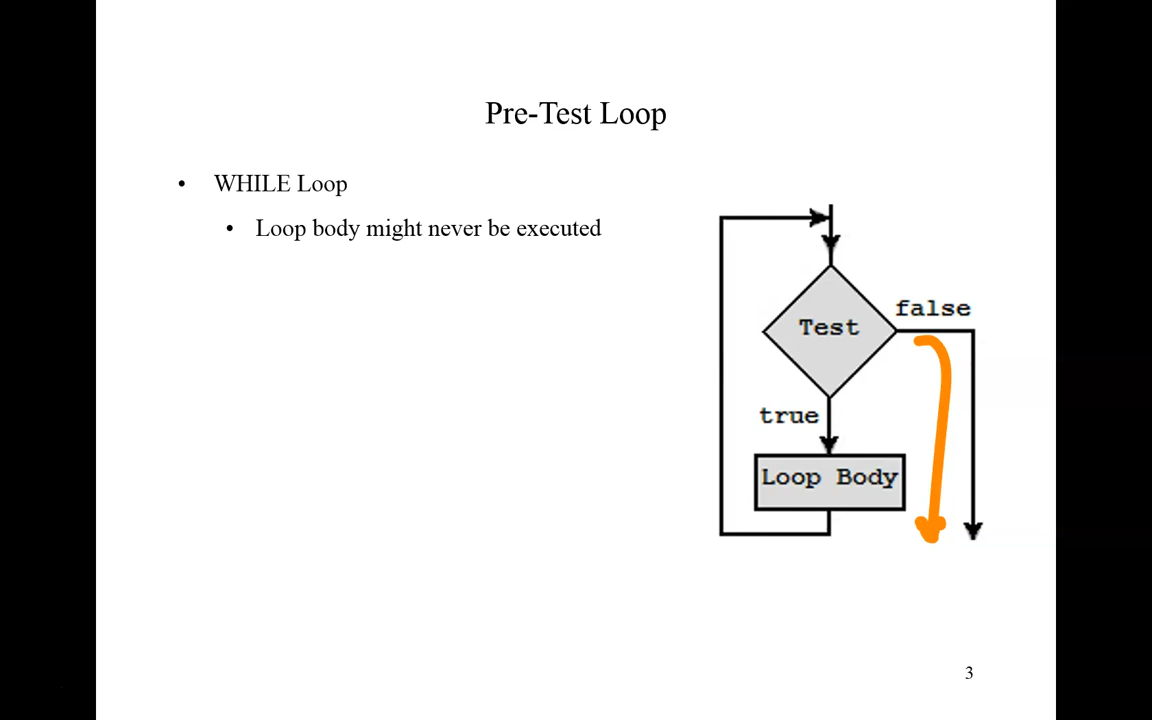 Pre-Test Loop
• WHILE Loop
• Loop body might never be executed
false
Test
true
Loop Body
3